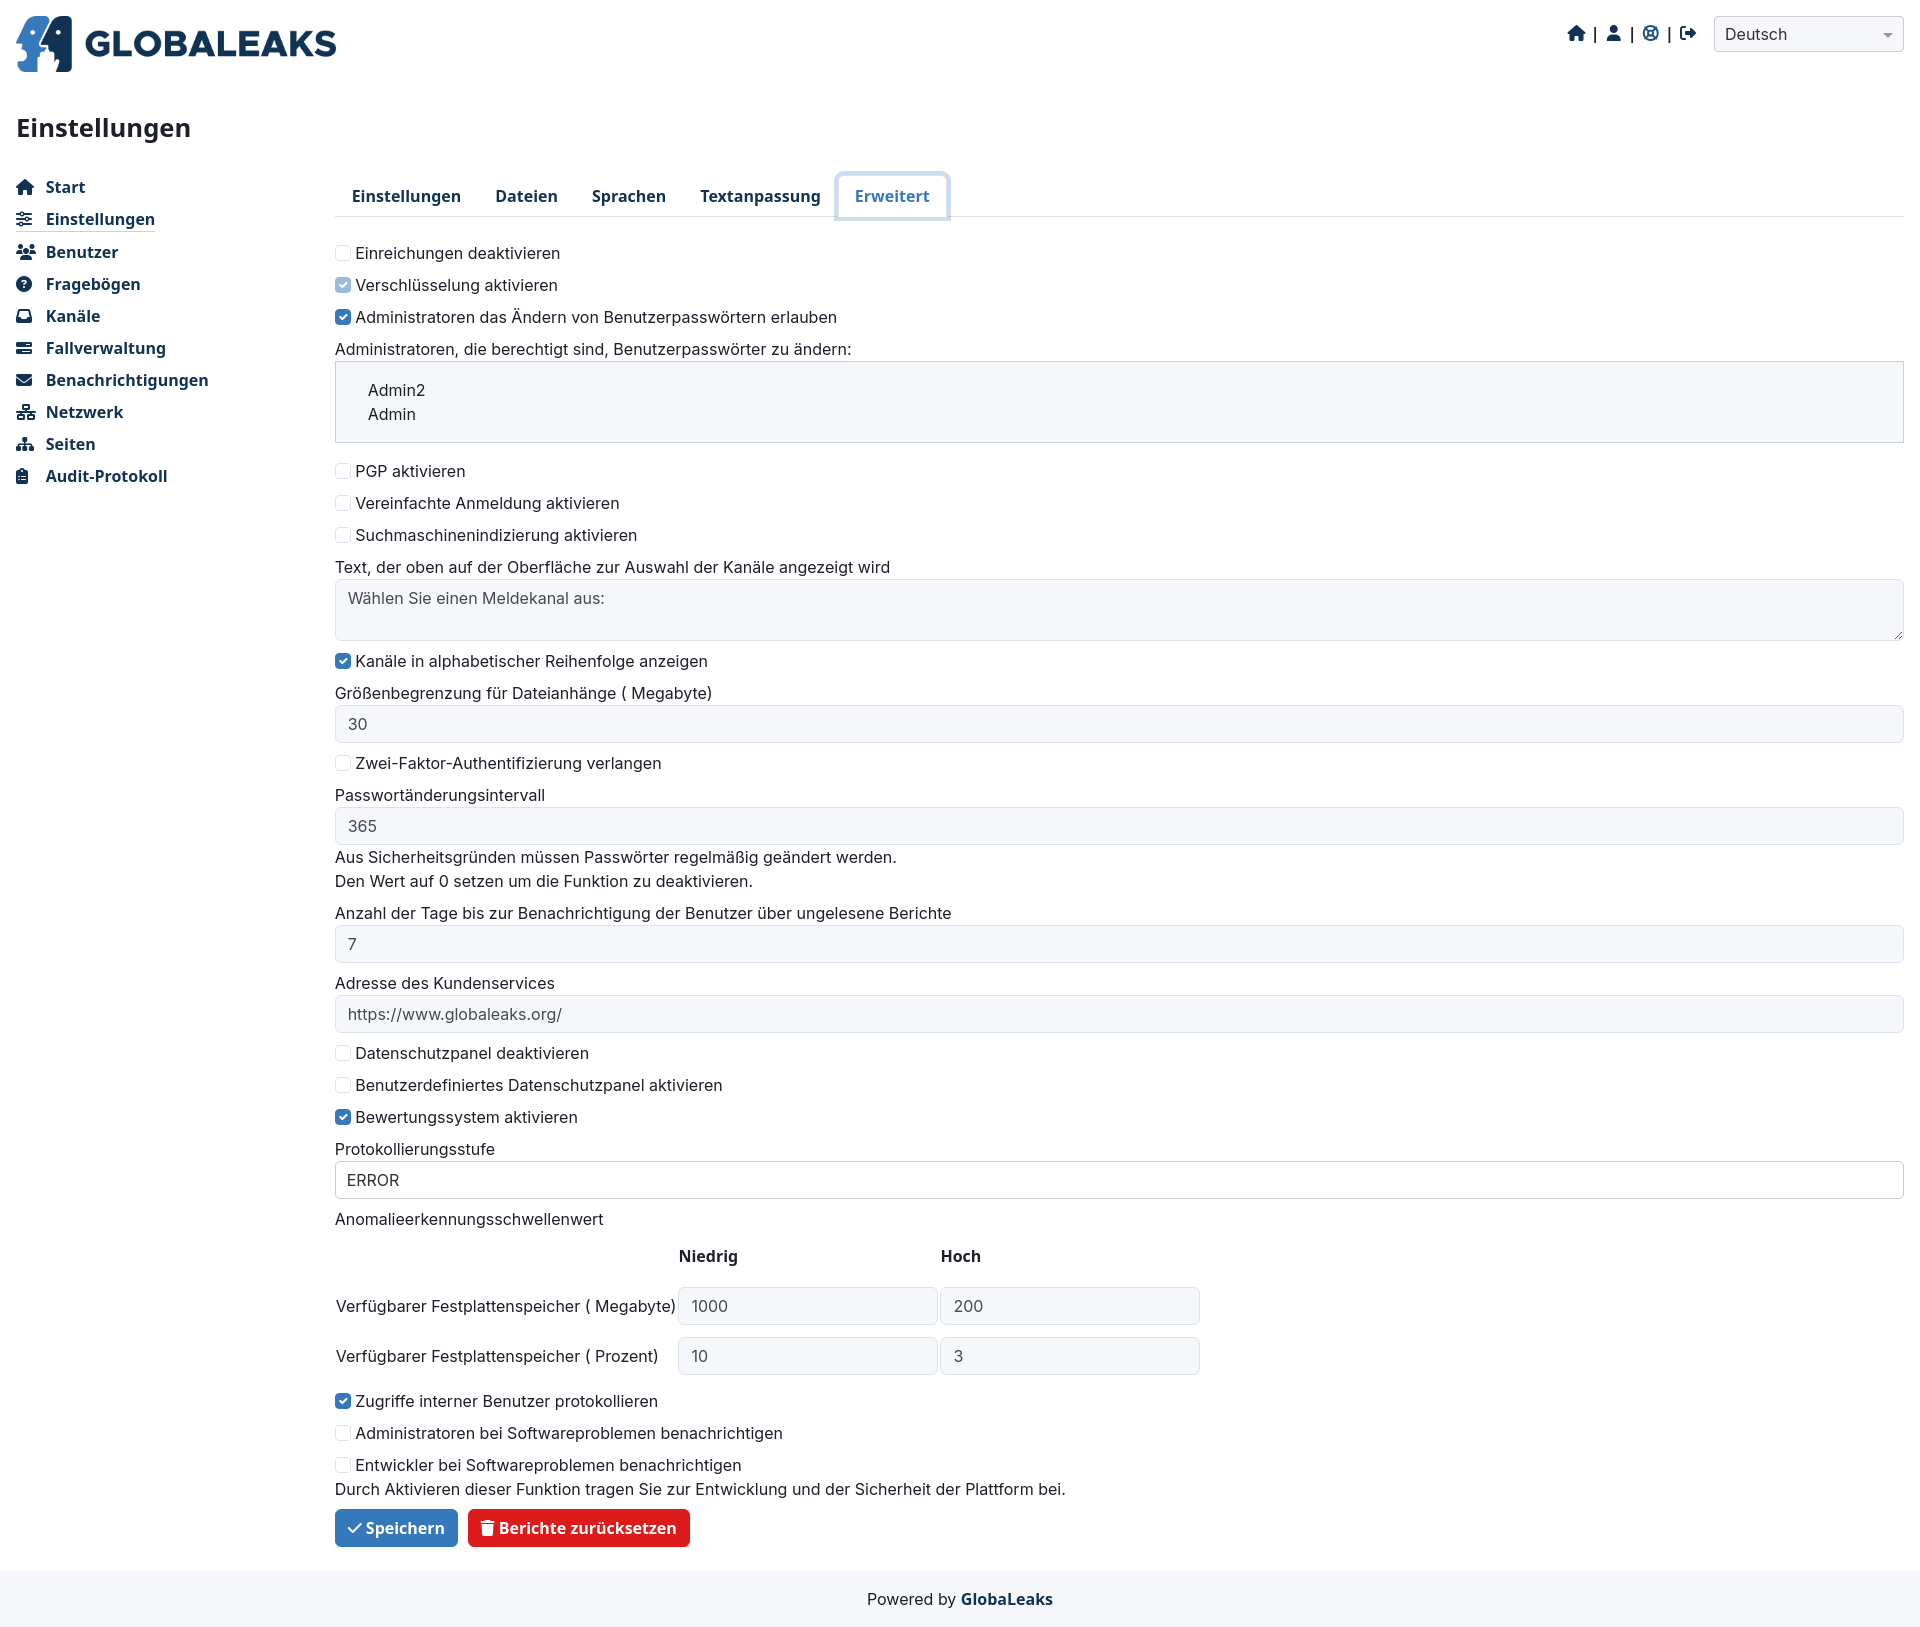 GLOBALEAKS
| | |
Deutsch
Einstellungen
Start
Einstellungen
Benutzer
Fragebögen
Kanäle
Fallverwaltung
Benachrichtigungen
Netzwerk
Seiten
Audit-Protokoll
Einstellungen Dateien Sprachen Textanpassung Erweitert
Einreichungen deaktivieren
Verschlüsselung aktivieren
Administratoren das Ändern von Benutzerpasswörtern erlauben
Administratoren, die berechtigt sind, Benutzerpasswörter zu ändern:
Admin2
Admin
PGP aktivieren
Vereinfachte Anmeldung aktivieren
Suchmaschinenindizierung aktivieren
Text, der oben auf der Oberfläche zur Auswahl der Kanäle angezeigt wird
Wählen Sie einen Meldekanal aus:
Kanäle in alphabetischer Reihenfolge anzeigen
Größenbegrenzung für Dateianhänge ( Megabyte)
30
Zwei-Faktor-Authentifizierung verlangen
Passwortänderungsintervall
365
Aus Sicherheitsgründen müssen Passwörter regelmäßig geändert werden.
Den Wert auf 0 setzen um die Funktion zu deaktivieren.
Anzahl der Tage bis zur Benachrichtigung der Benutzer über ungelesene Berichte
7
Adresse des Kundenservices
https://www.globaleaks.org/
Datenschutzpanel deaktivieren
Benutzerdefiniertes Datenschutzpanel aktivieren
Bewertungssystem aktivieren
Protokollierungsstufe
ERROR
Anomalieerkennungsschwellenwert
Niedrig Hoch
Verfügbarer Festplattenspeicher ( Megabyte) 1000 200
Verfügbarer Festplattenspeicher ( Prozent) 10 3
Zugriffe interner Benutzer protokollieren
Administratoren bei Softwareproblemen benachrichtigen
Entwickler bei Softwareproblemen benachrichtigen
Durch Aktivieren dieser Funktion tragen Sie zur Entwicklung und der Sicherheit der Plattform bei.
Speichern Berichte zurücksetzen
Powered by GlobaLeaks